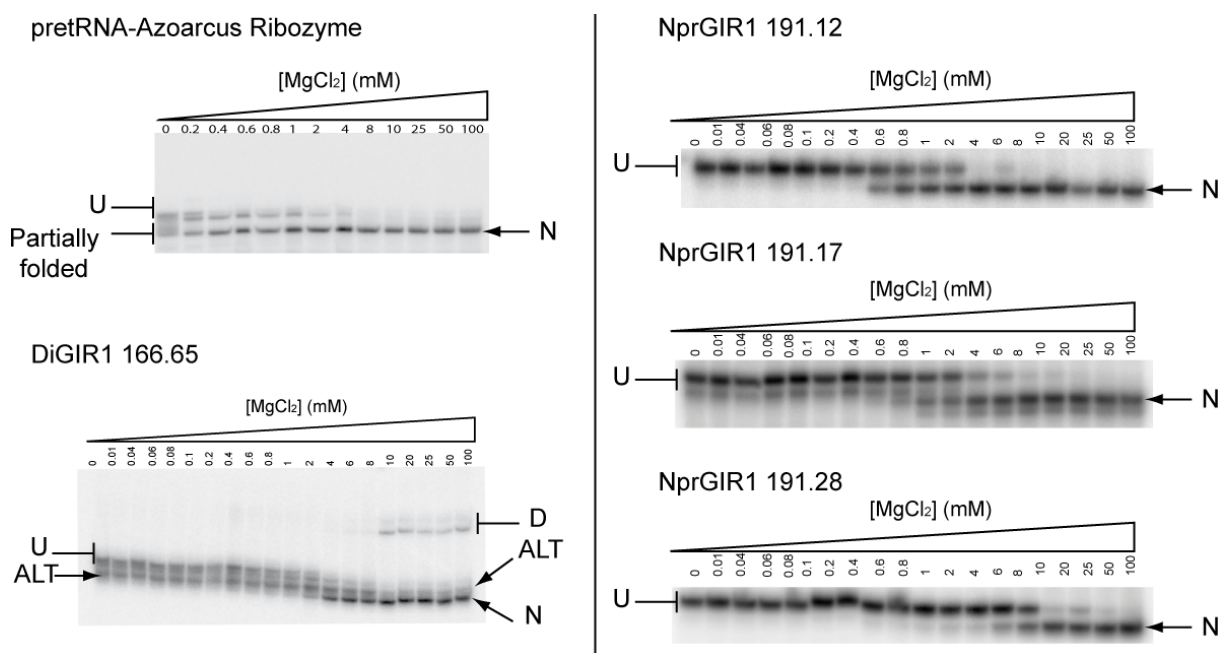 pretRNA-Azoarcus Ribozyme
[MgCl₂] (mM)
0 0.2 0.4 0.6 0.8 1 2 4 8 10 25 50 100
U
Partially
folded
N
DiGIR1 166.65
[MgCl₂] (mM)
0 0.01 0.04 0.06 0.08 0.1 0.2 0.4 0.6 0.8 1 2 4 6 8 10 20 25 50 100
D
U
ALT
ALT
N
NprGIR1 191.12
[MgCl₂] (mM)
0 0.01 0.04 0.06 0.08 0.1 0.2 0.4 0.6 0.8 1 2 4 6 8 10 20 25 50 100
U
N
NprGIR1 191.17
[MgCl₂] (mM)
0 0.01 0.04 0.06 0.08 0.1 0.2 0.4 0.6 0.8 1 2 4 6 8 10 20 25 50 100
U
N
NprGIR1 191.28
[MgCl₂] (mM)
0 0.01 0.04 0.06 0.08 0.1 0.2 0.4 0.6 0.8 1 2 4 6 8 10 20 25 50 100
U
N